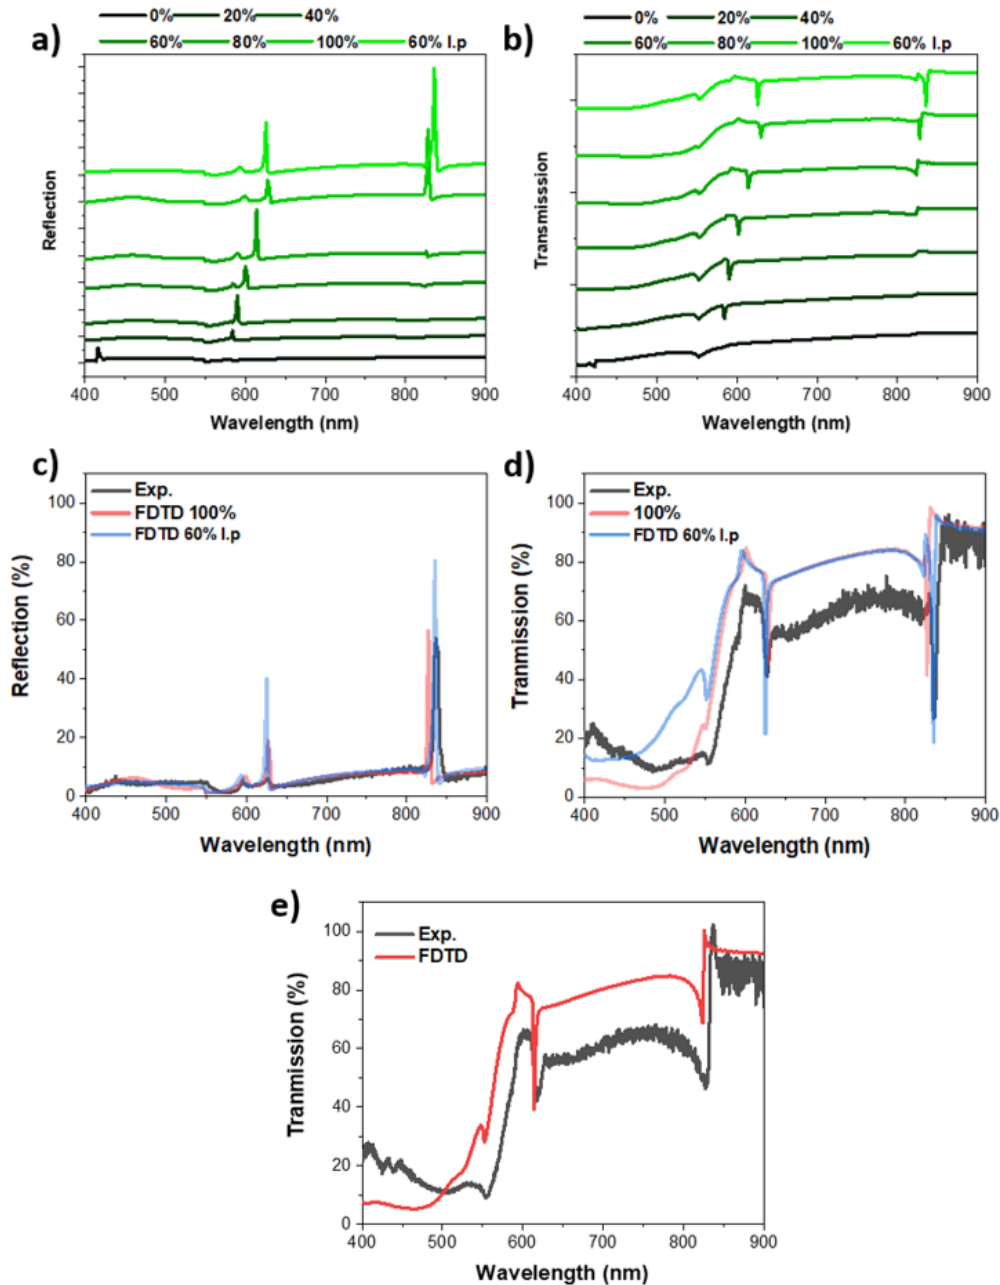 a)
0% 20% 40%
60% 80% 100% 60% l.p
Reflection
400 500 600 700 800 900
Wavelength (nm)
b)
0% 20% 40%
60% 80% 100% 60% l.p
Transmisssion
400 500 600 700 800 900
Wavelength (nm)
c)
Exp.
FDTD 100%
FDTD 60% l.p
Reflection (%)
100
80
60
40
20
0
400 500 600 700 800 900
Wavelength (nm)
d)
Exp.
100%
FDTD 60% l.p
Tranmission (%)
100
80
60
40
20
0
400 500 600 700 800 900
Wavelength (nm)
e)
Exp.
FDTD
Tranmission (%)
100
80
60
40
20
0
400 500 600 700 800 900
Wavelength (nm)